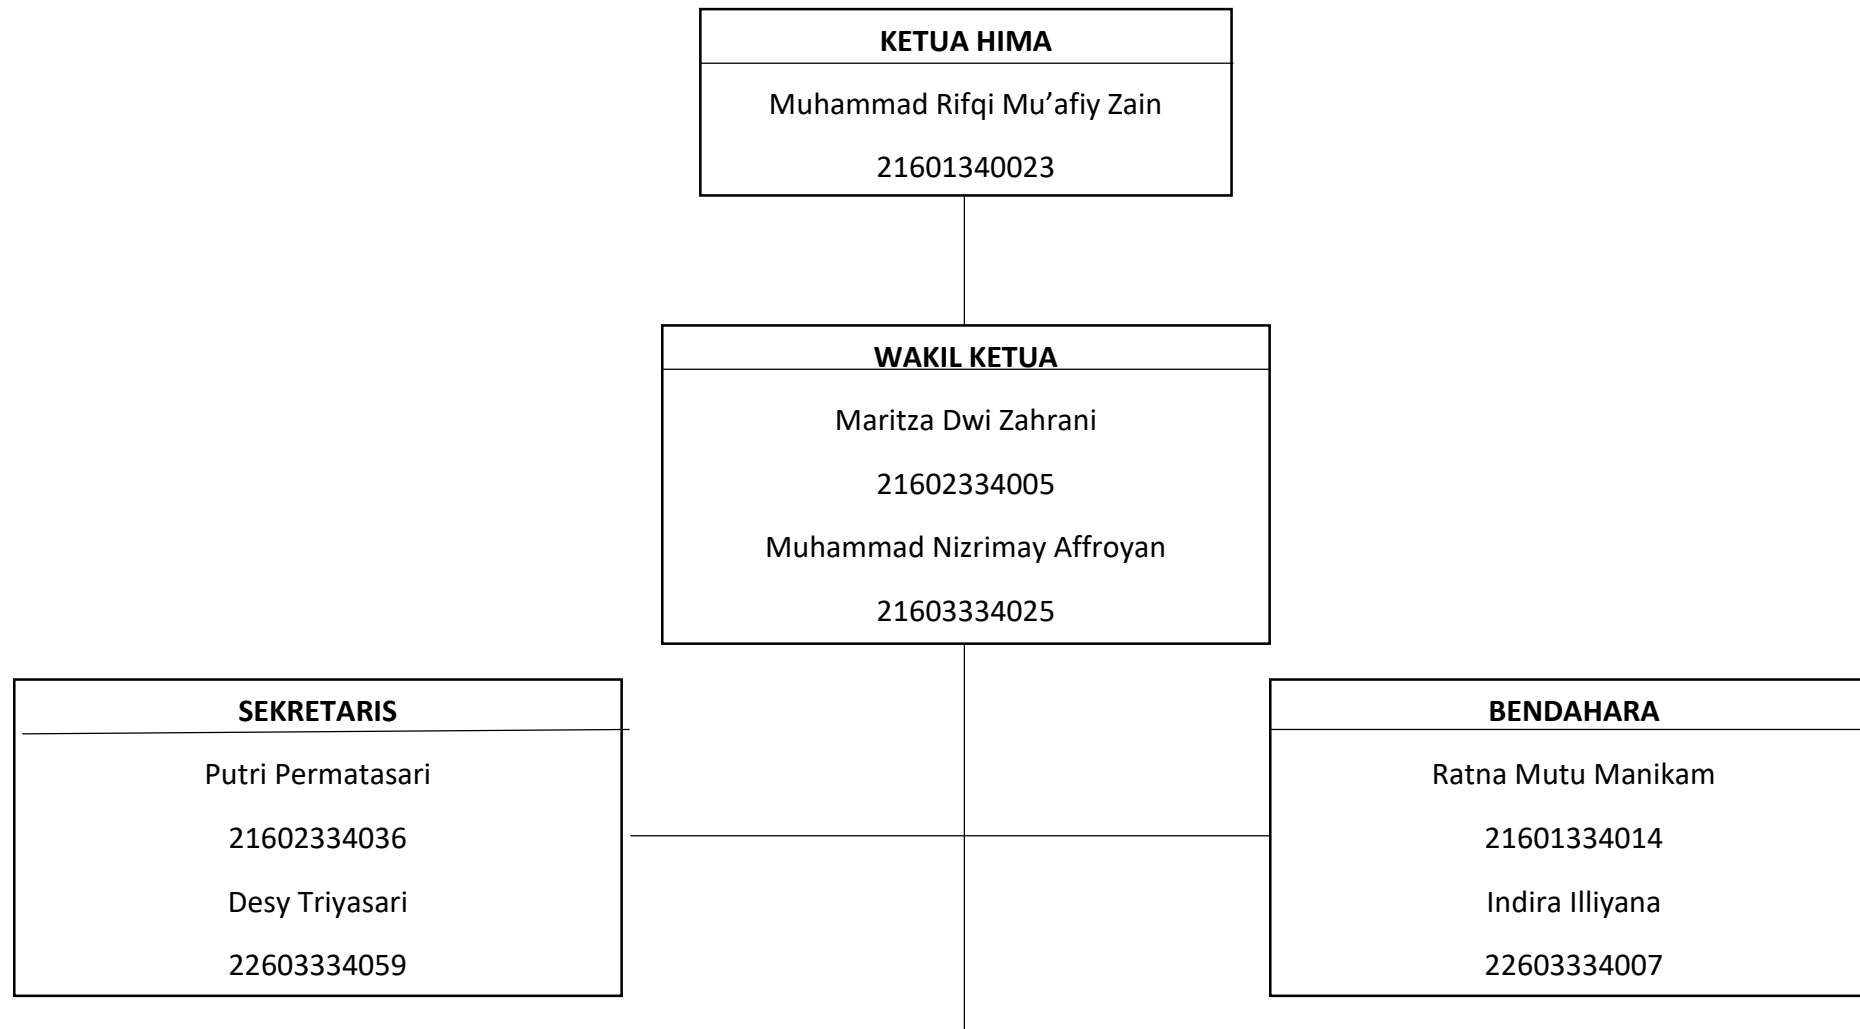 KETUA HIMA
Muhammad Rifqi Mu’afiy Zain
21601340023
WAKIL KETUA
Maritza Dwi Zahrani
21602334005
Muhammad Nizrimay Affroyan
21603334025
SEKRETARIS
Putri Permatasari
21602334036
Desy Triyasari
22603334059
BENDAHARA
Ratna Mutu Manikam
21601334014
Indira Illiyana
22603334007